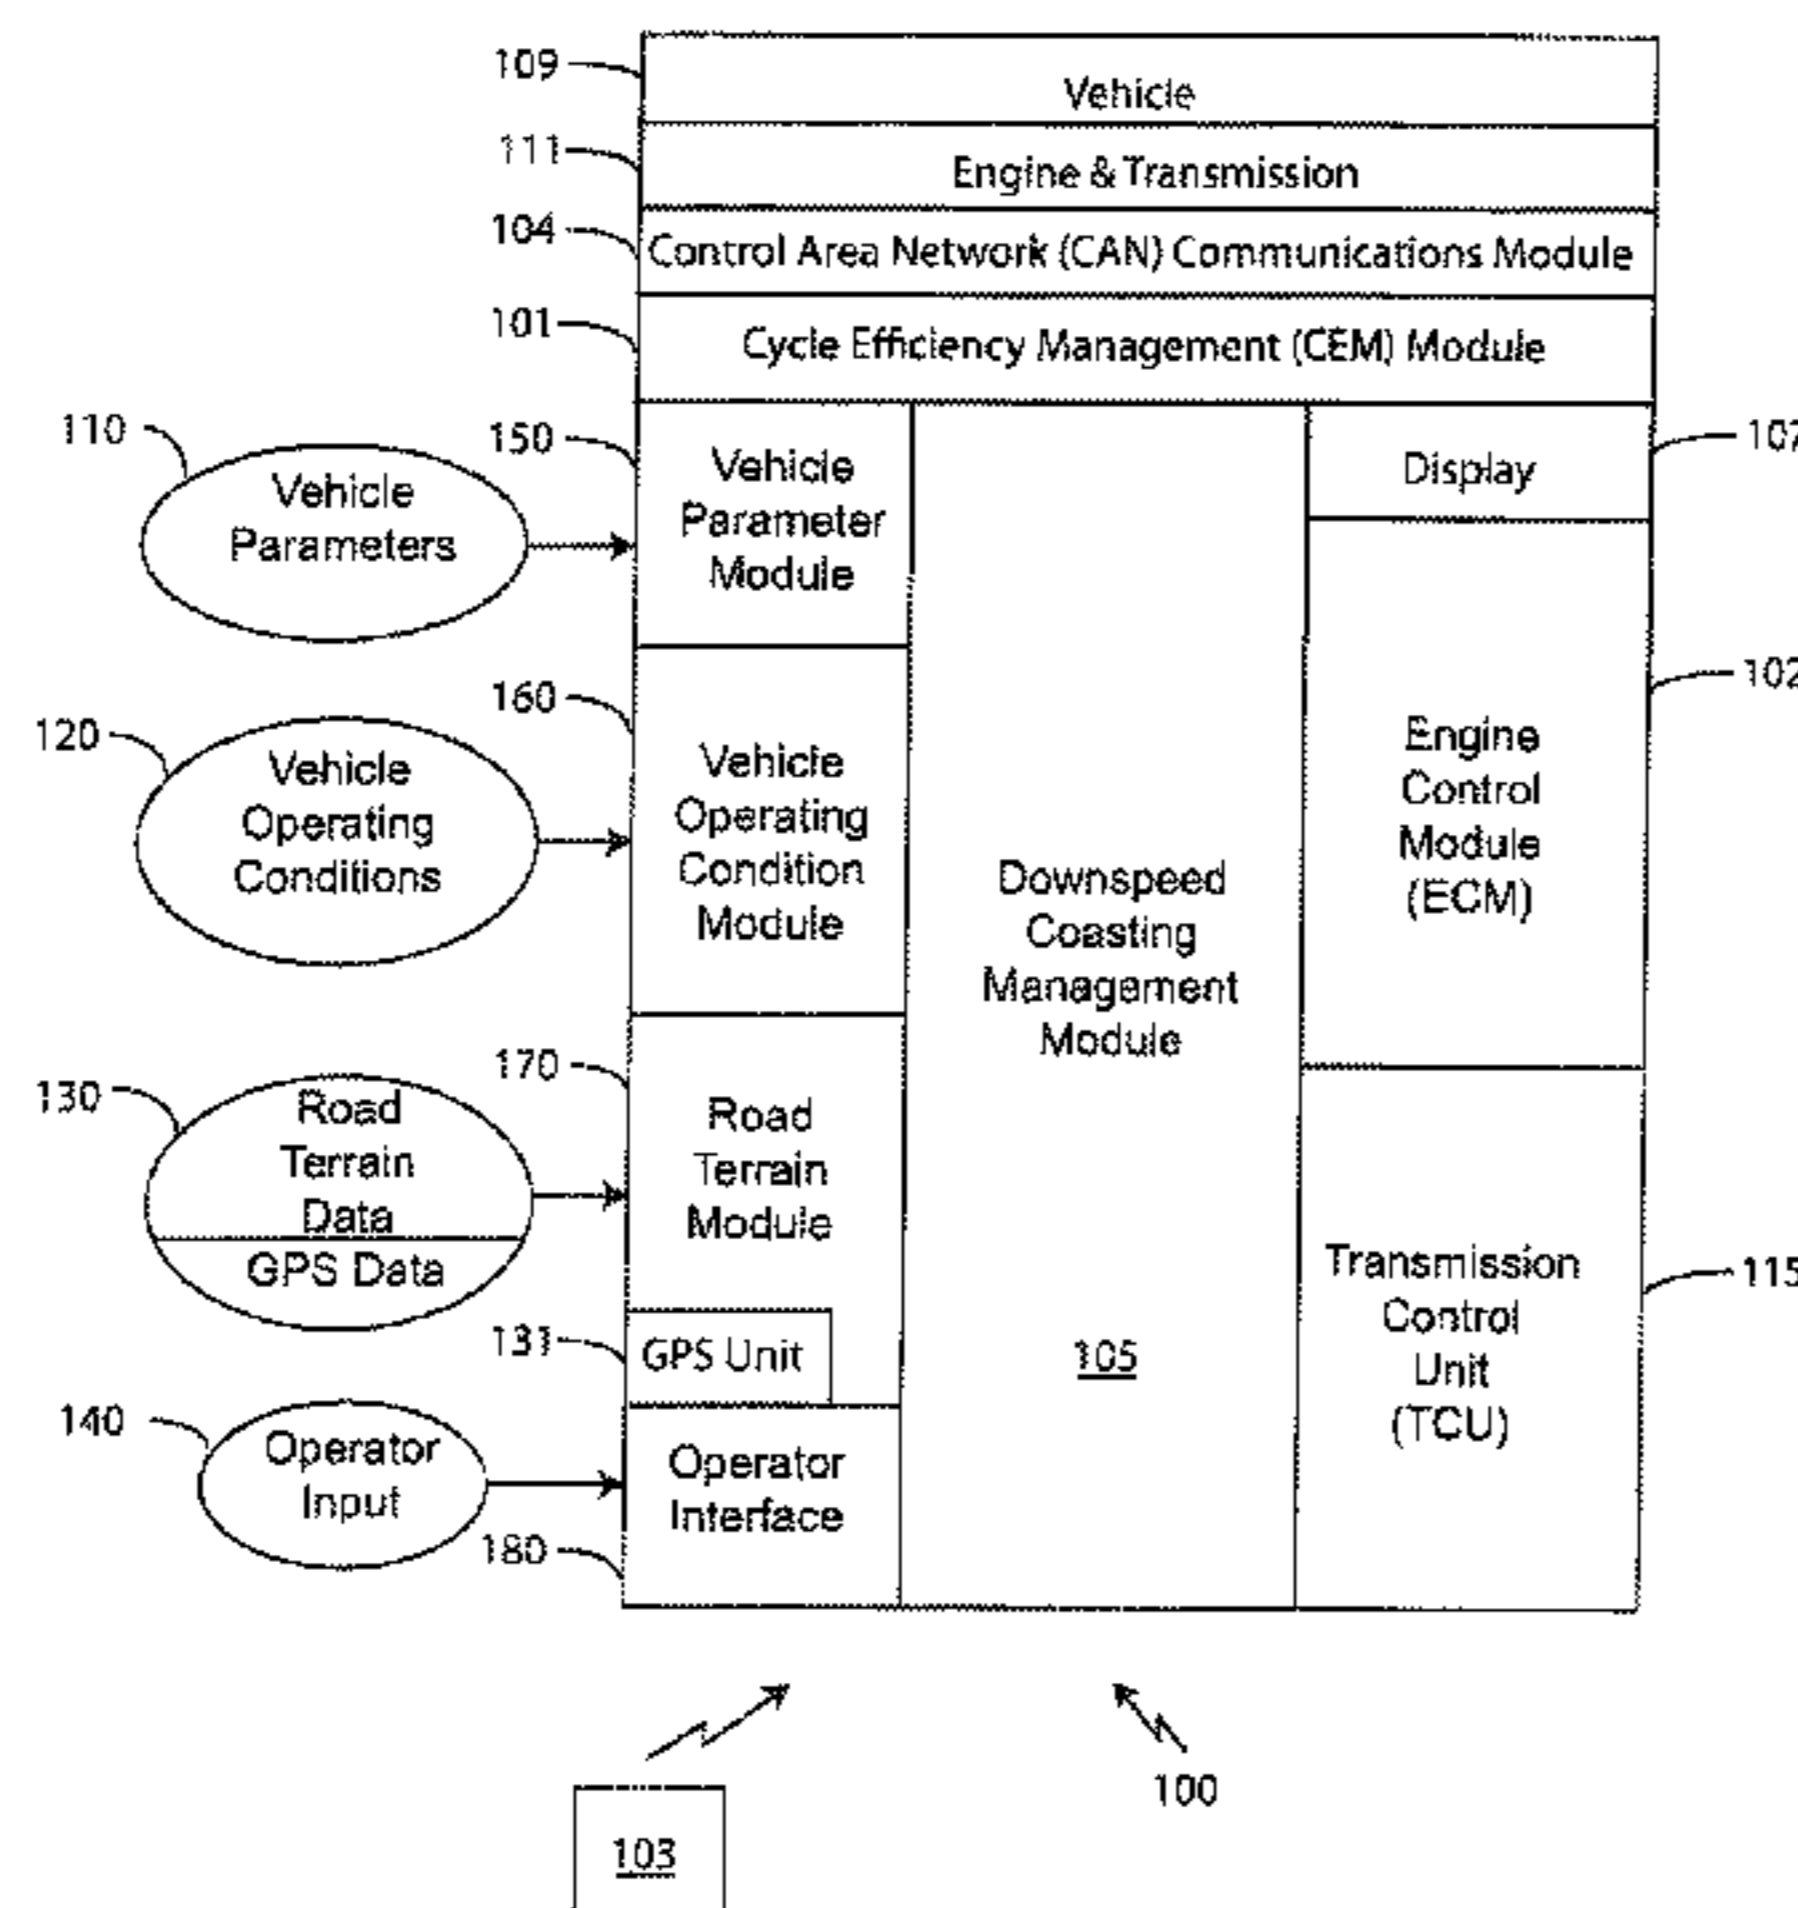 109
Vehicle
111
Engine & Transmission
104
Control Area Network (CAN) Communications Module
101
Cycle Efficiency Management (CEM) Module
110
Vehicle
Parameters
150
Vehicle
Parameter
Module
Display
107
120
Vehicle
Operating
Conditions
160
Vehicle
Operating
Condition
Module
Downspeed
Coasting
Management
Module
105
Engine
Control
Module
(ECM)
102
130
Road
Terrain
Data
GPS Data
170
Road
Terrain
Module
131
GPS Unit
Transmission
Control
Unit
(TCU)
115
140
Operator
Input
Operator
Interface
180
100
103